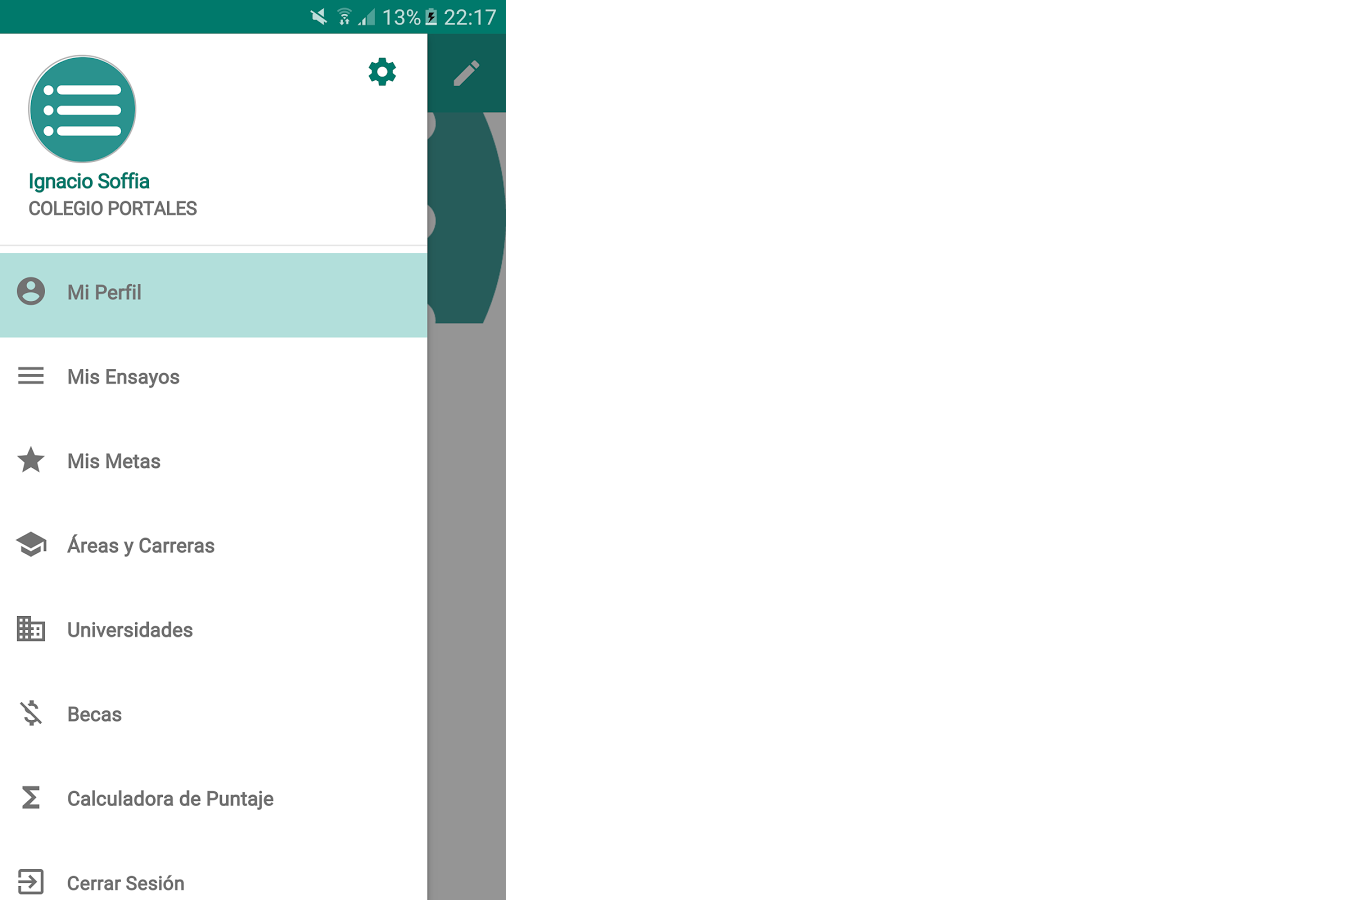 13% 22:17
Ignacio Soffia
COLEGIO PORTALES
Mi Perfil
Mis Ensayos
Mis Metas
Áreas y Carreras
Universidades
Becas
Calculadora de Puntaje
Cerrar Sesión